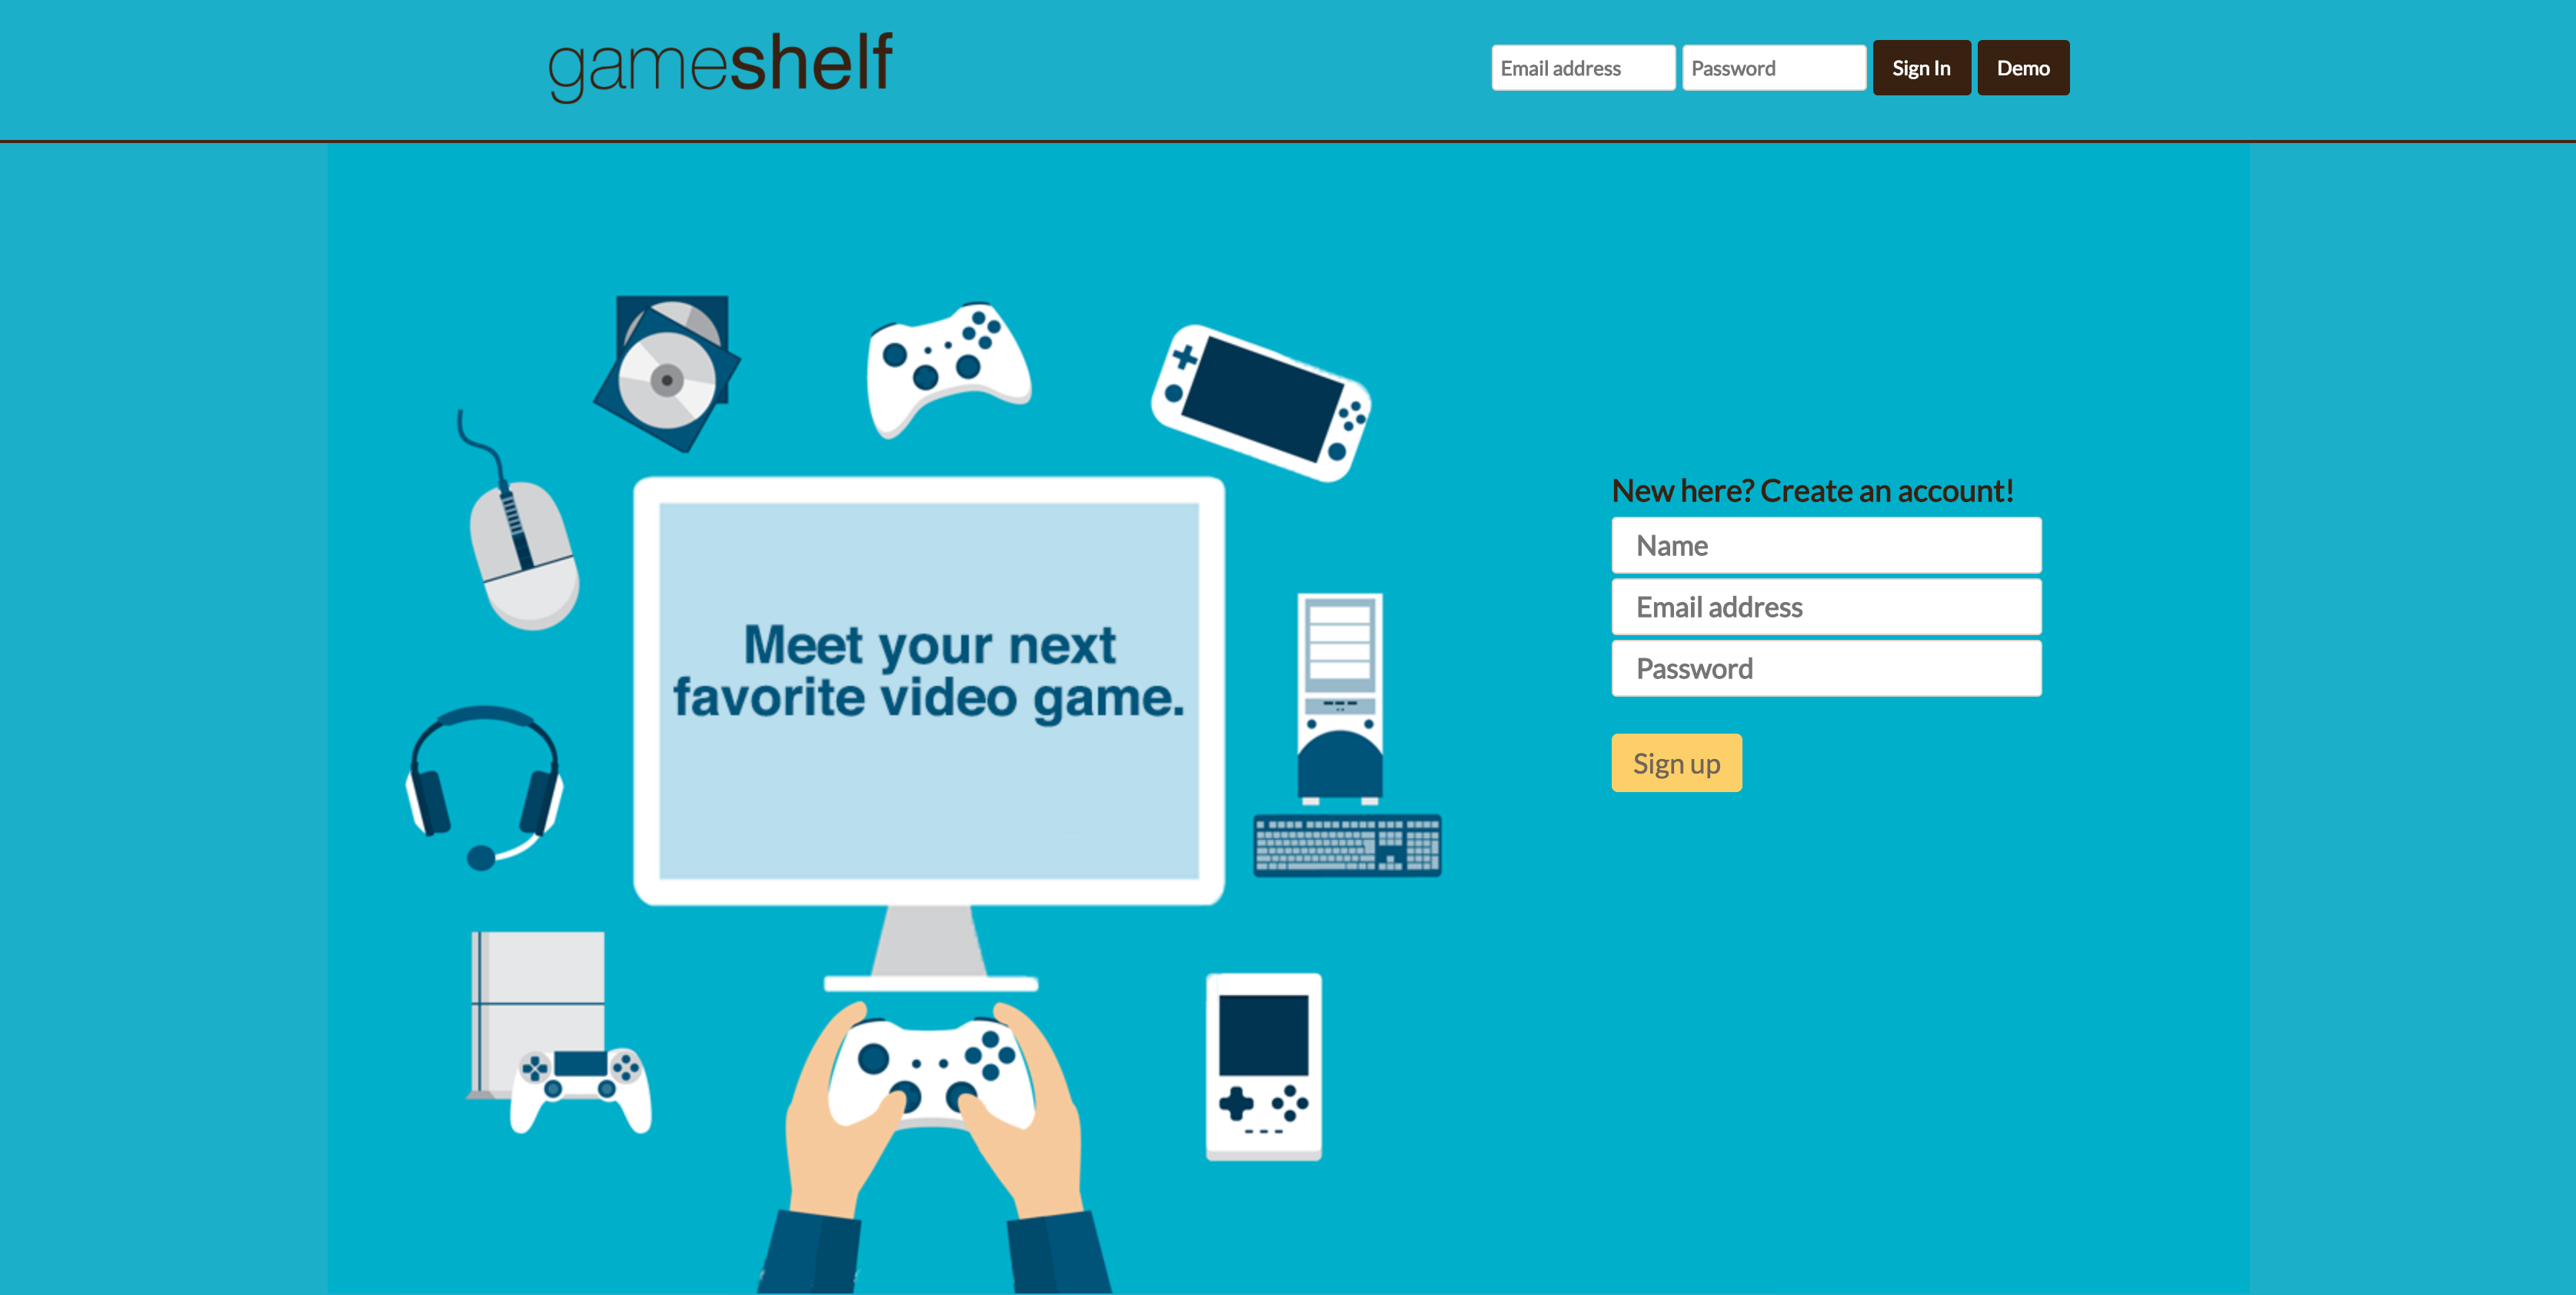 gameshelf
Email address Password Sign In Demo
Meet your next
favorite video game.
New here? Create an account!
Name
Email address
Password
Sign up